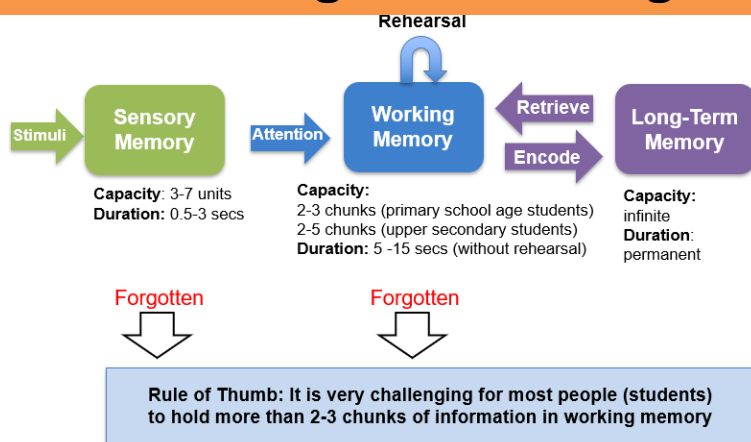 Rehearsal
Stimuli
Sensory
Memory
Attention
Working
Memory
Retrieve
Encode
Long-Term
Memory
Capacity: 3-7 units
Duration: 0.5-3 secs
Capacity:
2-3 chunks (primary school age students)
2-5 chunks (upper secondary students)
Duration: 5 -15 secs (without rehearsal)
Capacity:
infinite
Duration:
permanent
Forgotten
Forgotten
Rule of Thumb: It is very challenging for most people (students)
to hold more than 2-3 chunks of information in working memory